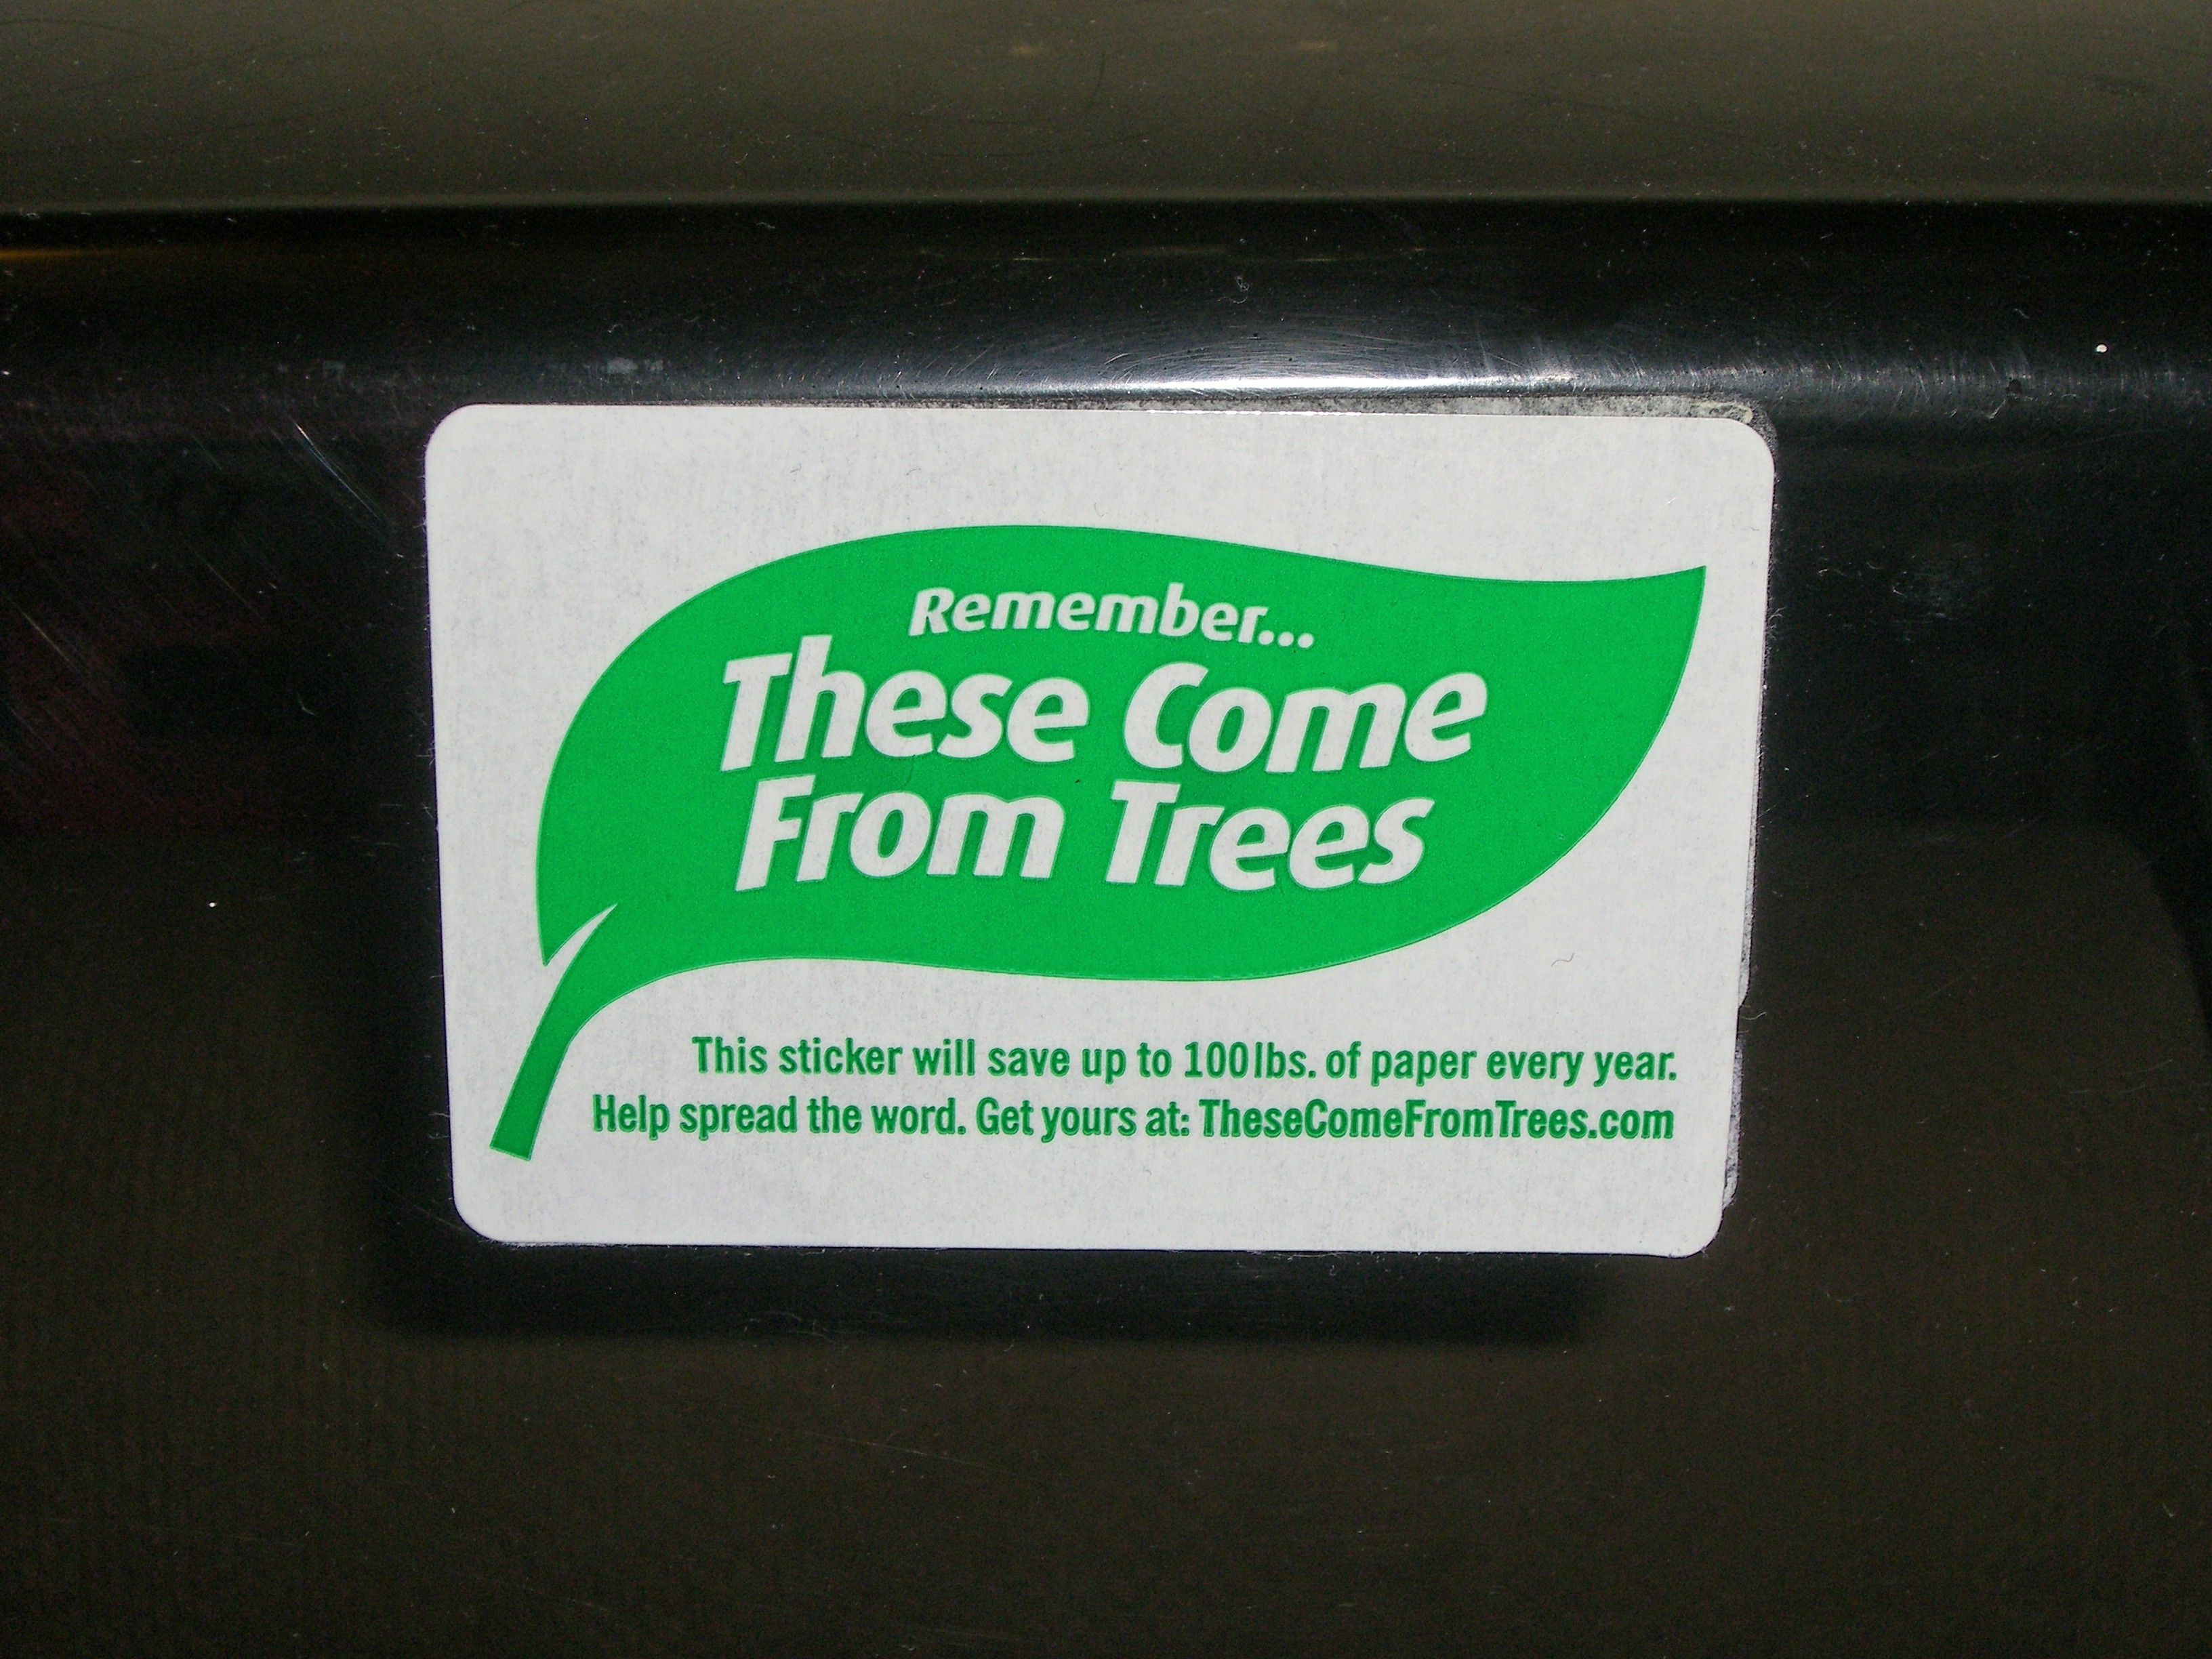 Remember...
These Come
From Trees
This sticker will save up to 100lbs. of paper every year.
Help spread the word. Get yours at: TheseComeFromTrees.com